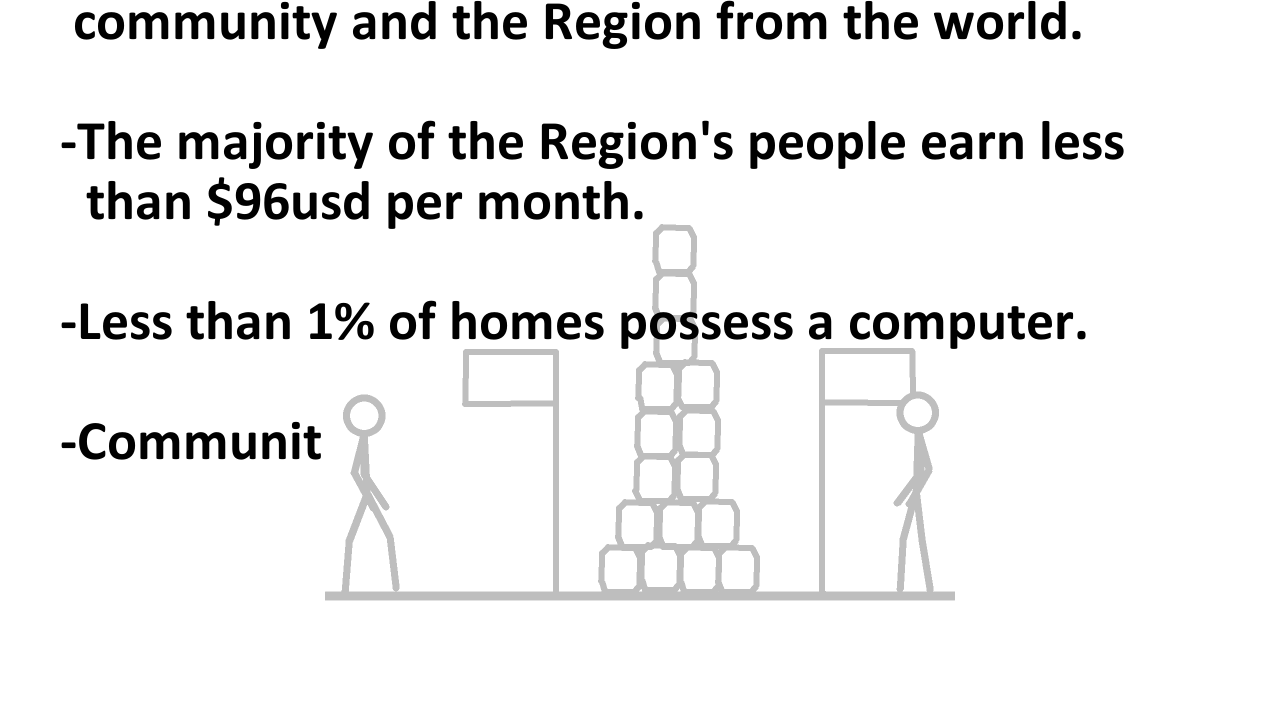 community and the Region from the world.
-The majority of the Region's people earn less
than $96usd per month.
-Less than 1% of homes possess a computer.
-Communit